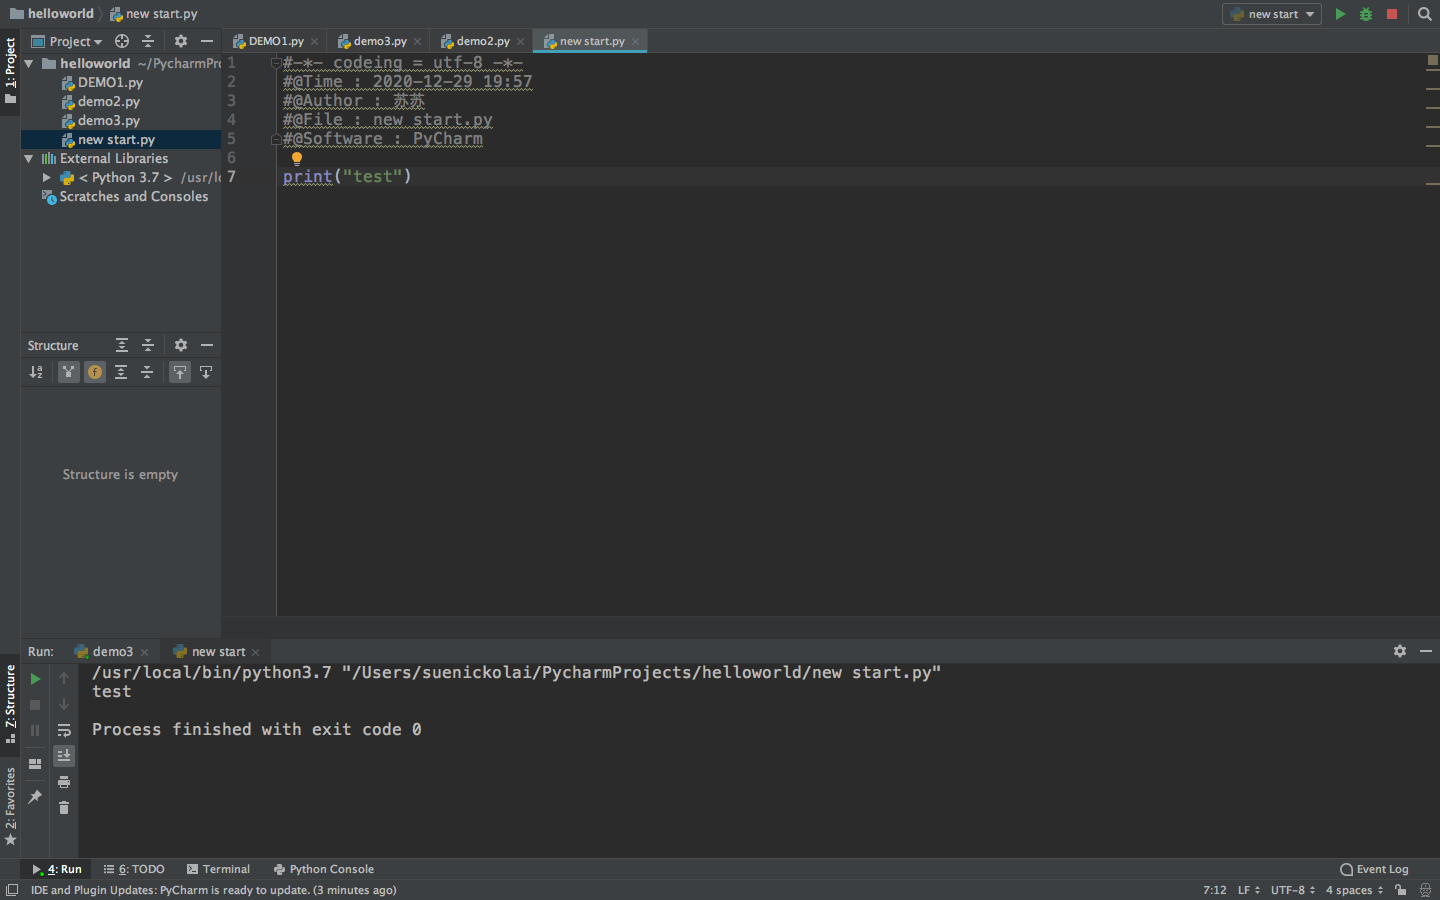 helloworld new start.py
new start
1: Project
Project
DEMO1.py demo3.py demo2.py new start.py
helloworld ~/PycharmPr
DEMO1.py
demo2.py
demo3.py
new start.py
External Libraries
< Python 3.7 > /usr/l
Scratches and Consoles
1 #-*- codeing = utf-8 -*-
2 #@Time : 2020-12-29 19:57
3 #@Author : 苏苏
4 #@File : new start.py
5 #@Software : PyCharm
6
7 print("test")
Structure
Structure is empty
Run: demo3 new start
/usr/local/bin/python3.7 "/Users/suenickolai/PycharmProjects/helloworld/new start.py"
test
Process finished with exit code 0
7: Structure
2: Favorites
4: Run 6: TODO Terminal Python Console Event Log
IDE and Plugin Updates: PyCharm is ready to update. (3 minutes ago) 7:12 LF UTF-8 4 spaces